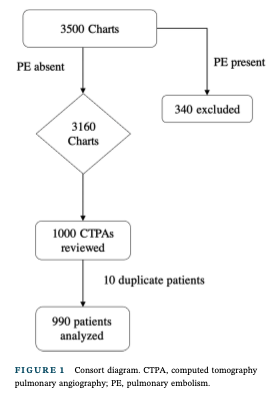 3500 Charts
PE absent
PE present
340 excluded
3160
Charts
1000 CTPAs
reviewed
10 duplicate patients
990 patients
analyzed
FIGURE 1 Consort diagram. CTPA, computed tomography
pulmonary angiography; PE, pulmonary embolism.